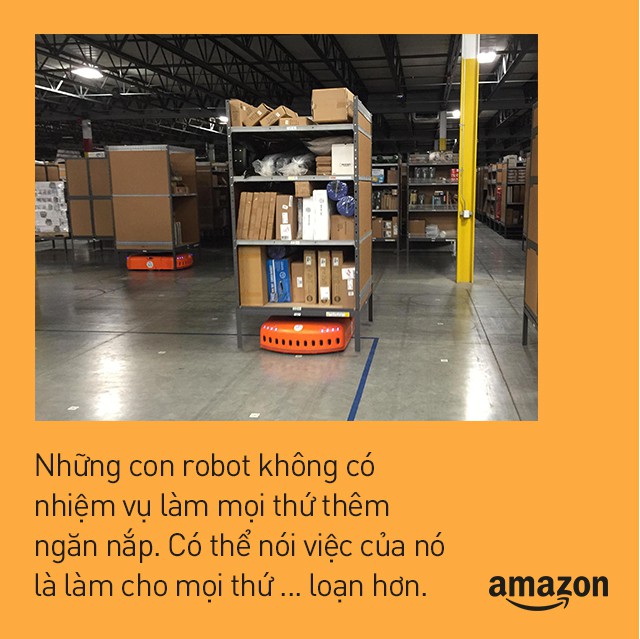 Những con robot không có
nhiệm vụ làm mọi thứ thêm
ngăn nắp. Có thể nói việc của nó
là làm cho mọi thứ ... loạn hơn.
amazon